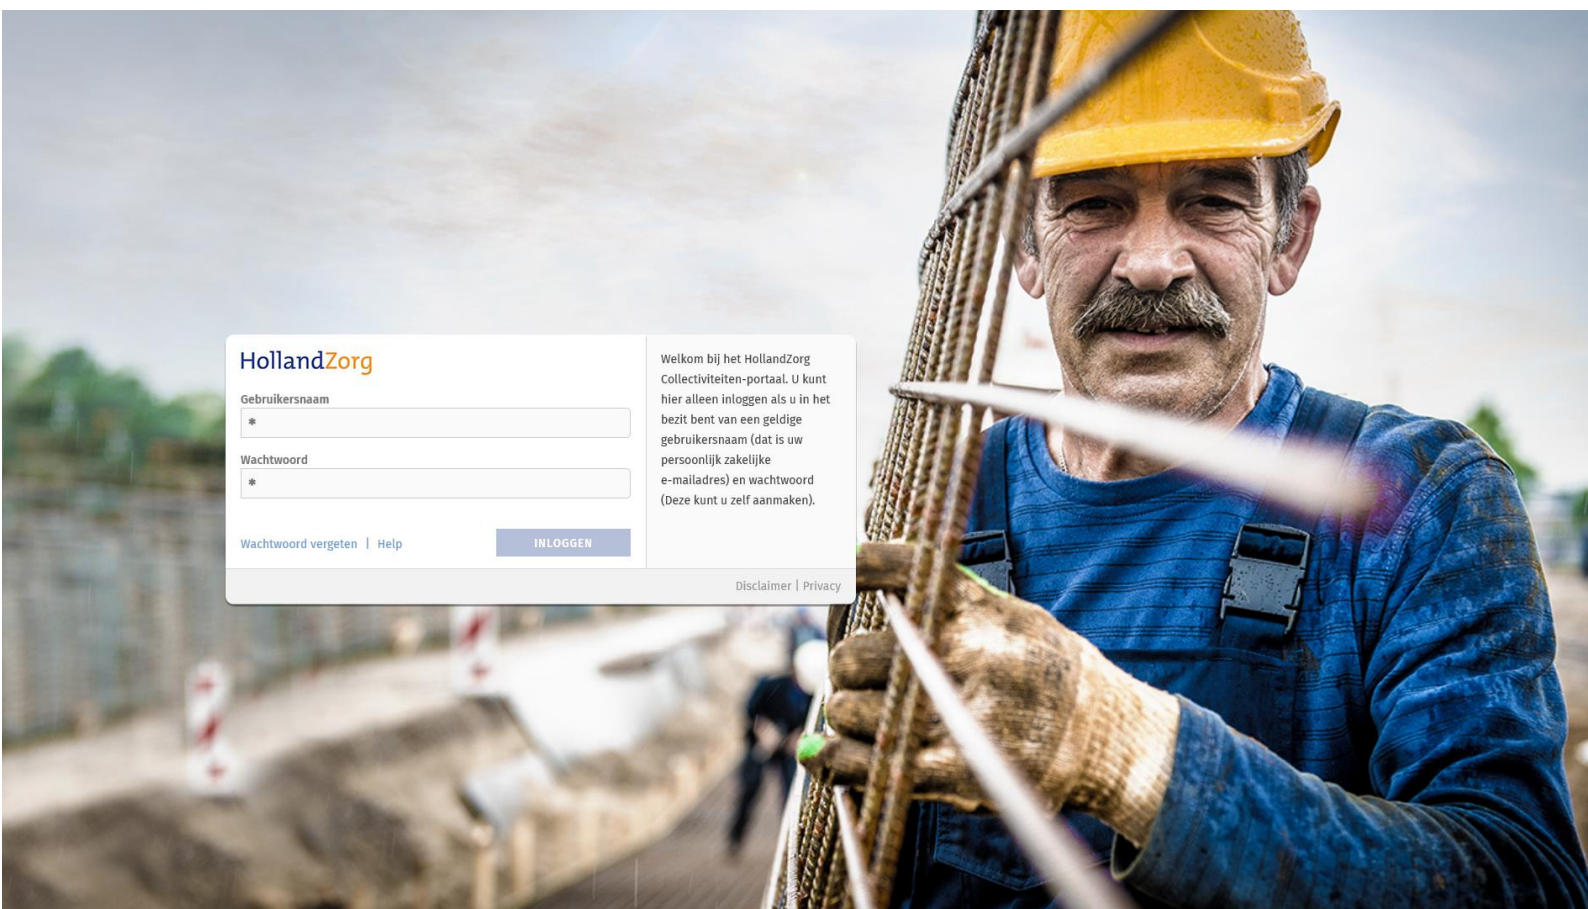 HollandZorg
Gebruikersnaam
*
Wachtwoord
*
Wachtwoord vergeten | Help
INLOGGEN
Welkom bij het HollandZorg
Collectiviteiten-portaal. U kunt
hier alleen inloggen als u in het
bezit bent van een geldige
gebruikersnaam (dat is uw
persoonlijk zakelijke
e-mailadres) en wachtwoord
(Deze kunt u zelf aanmaken).
Disclaimer | Privacy